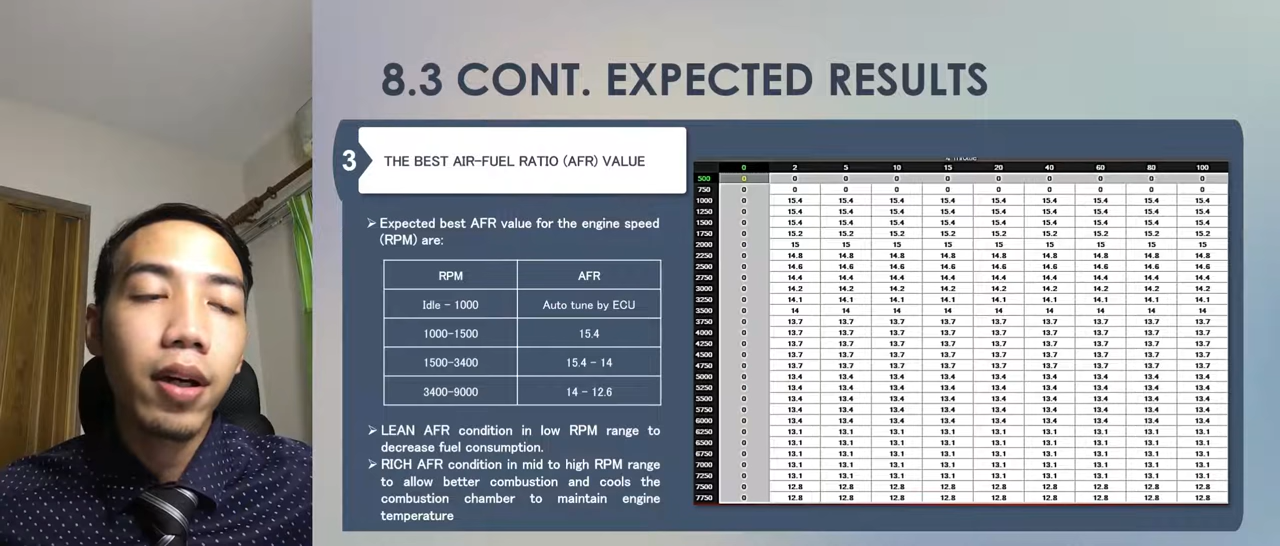 8.3 CONT. EXPECTED RESULTS
3
THE BEST AIR-FUEL RATIO (AFR) VALUE
➢ Expected best AFR value for the engine speed
(RPM) are:
RPM AFR
Idle - 1000 Auto tune by ECU
1000-1500 15.4
1500-3400 15.4 - 14
3400-9000 14 - 12.6
➢ LEAN AFR condition in low RPM range to
decrease fuel consumption.
➢ RICH AFR condition in mid to high RPM range
to allow better combustion and cools the
combustion chamber to maintain engine
temperature
% Throttle
0 2 5 10 15 20 40 60 80 100
500 0 0 0 0 0 0 0 0 0 0
750 0 0 0 0 0 0 0 0 0 0
1000 0 15.4 15.4 15.4 15.4 15.4 15.4 15.4 15.4 15.4
1250 0 15.4 15.4 15.4 15.4 15.4 15.4 15.4 15.4 15.4
1500 0 15.4 15.4 15.4 15.4 15.4 15.4 15.4 15.4 15.4
1750 0 15.2 15.2 15.2 15.2 15.2 15.2 15.2 15.2 15.2
2000 0 15 15 15 15 15 15 15 15 15
2250 0 14.8 14.8 14.8 14.8 14.8 14.8 14.8 14.8 14.8
2500 0 14.6 14.6 14.6 14.6 14.6 14.6 14.6 14.6 14.6
2750 0 14.4 14.4 14.4 14.4 14.4 14.4 14.4 14.4 14.4
3000 0 14.2 14.2 14.2 14.2 14.2 14.2 14.2 14.2 14.2
3250 0 14.1 14.1 14.1 14.1 14.1 14.1 14.1 14.1 14.1
3500 0 14 14 14 14 14 14 14 14 14
3750 0 13.7 13.7 13.7 13.7 13.7 13.7 13.7 13.7 13.7
4000 0 13.7 13.7 13.7 13.7 13.7 13.7 13.7 13.7 13.7
4250 0 13.7 13.7 13.7 13.7 13.7 13.7 13.7 13.7 13.7
4500 0 13.7 13.7 13.7 13.7 13.7 13.7 13.7 13.7 13.7
4750 0 13.7 13.7 13.7 13.7 13.7 13.7 13.7 13.7 13.7
5000 0 13.4 13.4 13.4 13.4 13.4 13.4 13.4 13.4 13.4
5250 0 13.4 13.4 13.4 13.4 13.4 13.4 13.4 13.4 13.4
5500 0 13.4 13.4 13.4 13.4 13.4 13.4 13.4 13.4 13.4
5750 0 13.4 13.4 13.4 13.4 13.4 13.4 13.4 13.4 13.4
6000 0 13.4 13.4 13.4 13.4 13.4 13.4 13.4 13.4 13.4
6250 0 13.1 13.1 13.1 13.1 13.1 13.1 13.1 13.1 13.1
6500 0 13.1 13.1 13.1 13.1 13.1 13.1 13.1 13.1 13.1
6750 0 13.1 13.1 13.1 13.1 13.1 13.1 13.1 13.1 13.1
7000 0 13.1 13.1 13.1 13.1 13.1 13.1 13.1 13.1 13.1
7250 0 13.1 13.1 13.1 13.1 13.1 13.1 13.1 13.1 13.1
7500 0 12.8 12.8 12.8 12.8 12.8 12.8 12.8 12.8 12.8
7750 0 12.8 12.8 12.8 12.8 12.8 12.8 12.8 12.8 12.8